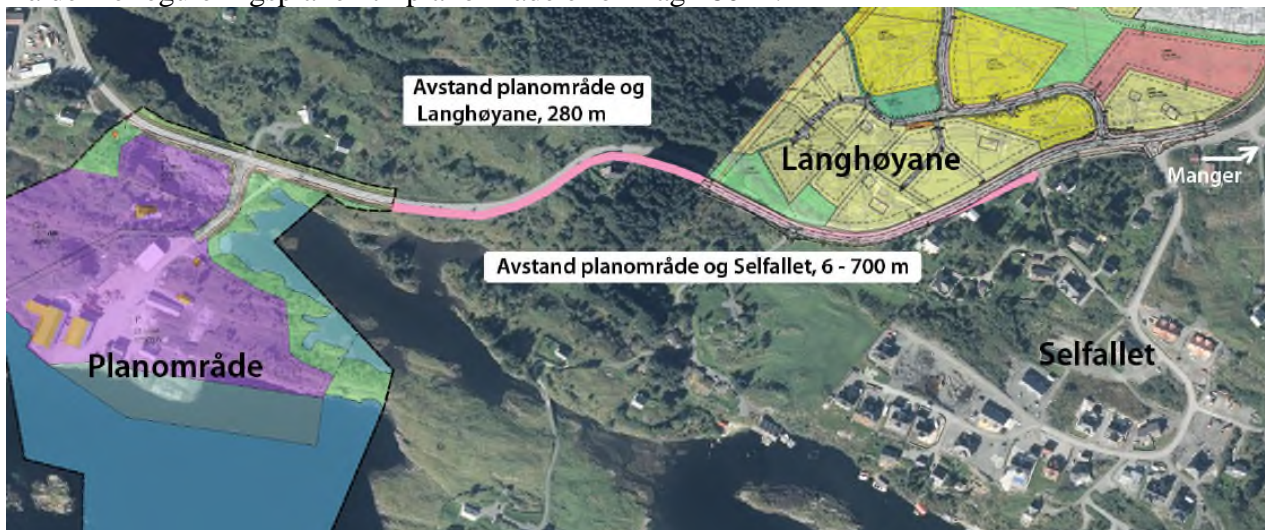 Avstand planområde og
Langhøyane, 280 m
Langhøyane
Manger
Avstand planområde og Selfallet, 6 - 700 m
Planområde
Selfallet